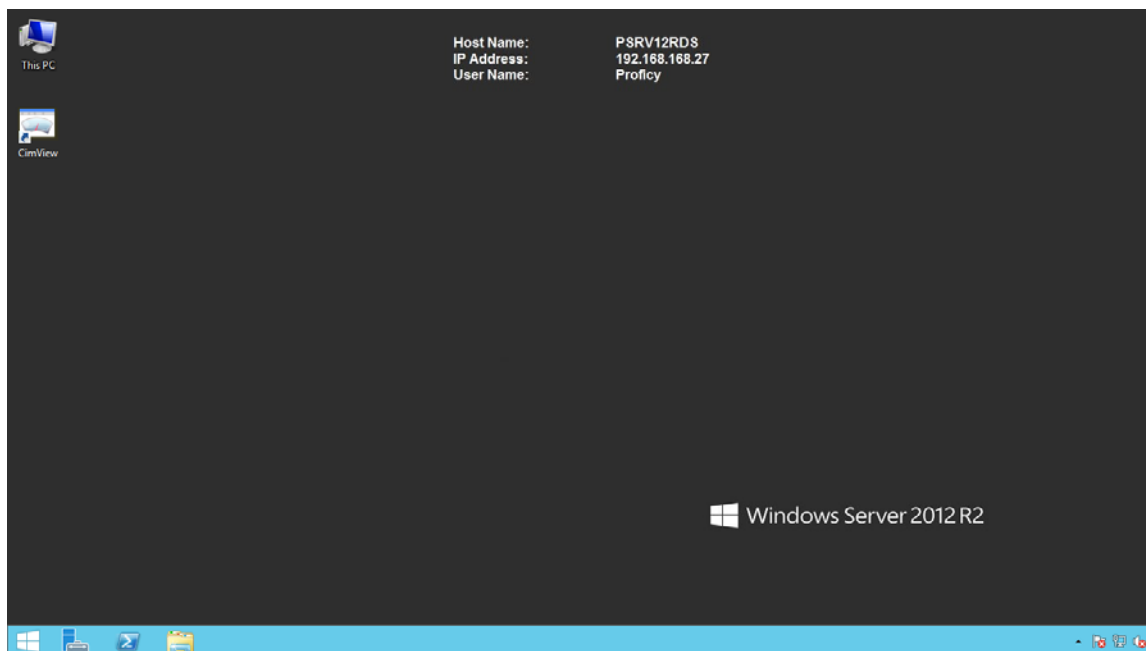 This PC
CimView
Host Name: PSRV12RDS
IP Address: 192.168.168.27
User Name: Proficy
Windows Server 2012 R2